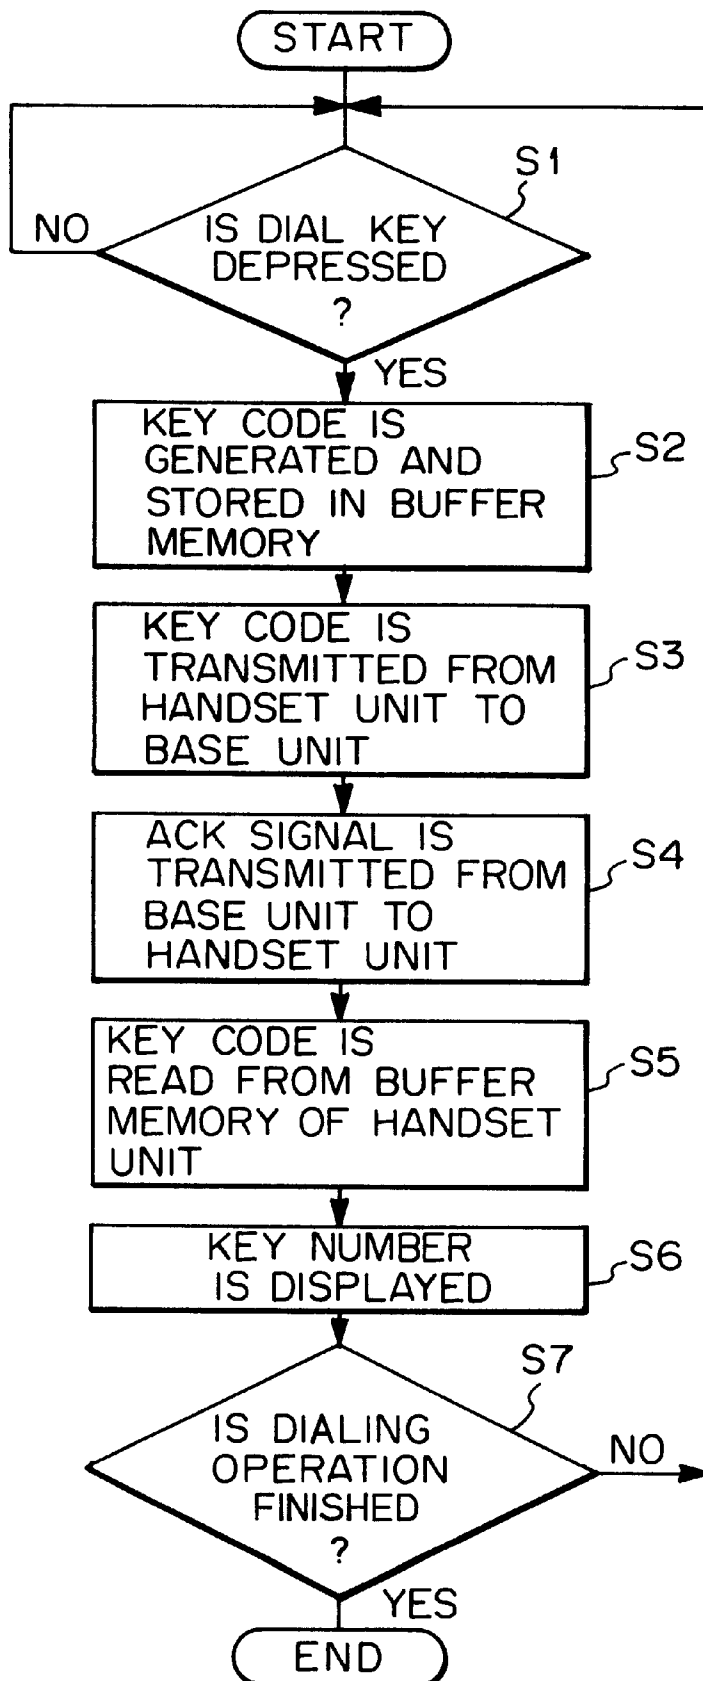 START
S1
NO
IS DIAL KEY
DEPRESSED
?
YES
KEY CODE IS
GENERATED AND
STORED IN BUFFER
MEMORY
S2
KEY CODE IS
TRANSMITTED FROM
HANDSET UNIT TO
BASE UNIT
S3
ACK SIGNAL IS
TRANSMITTED FROM
BASE UNIT TO
HANDSET UNIT
S4
KEY CODE IS
READ FROM BUFFER
MEMORY OF HANDSET
UNIT
S5
KEY NUMBER
IS DISPLAYED
S6
S7
IS DIALING
OPERATION
FINISHED
?
NO
YES
END